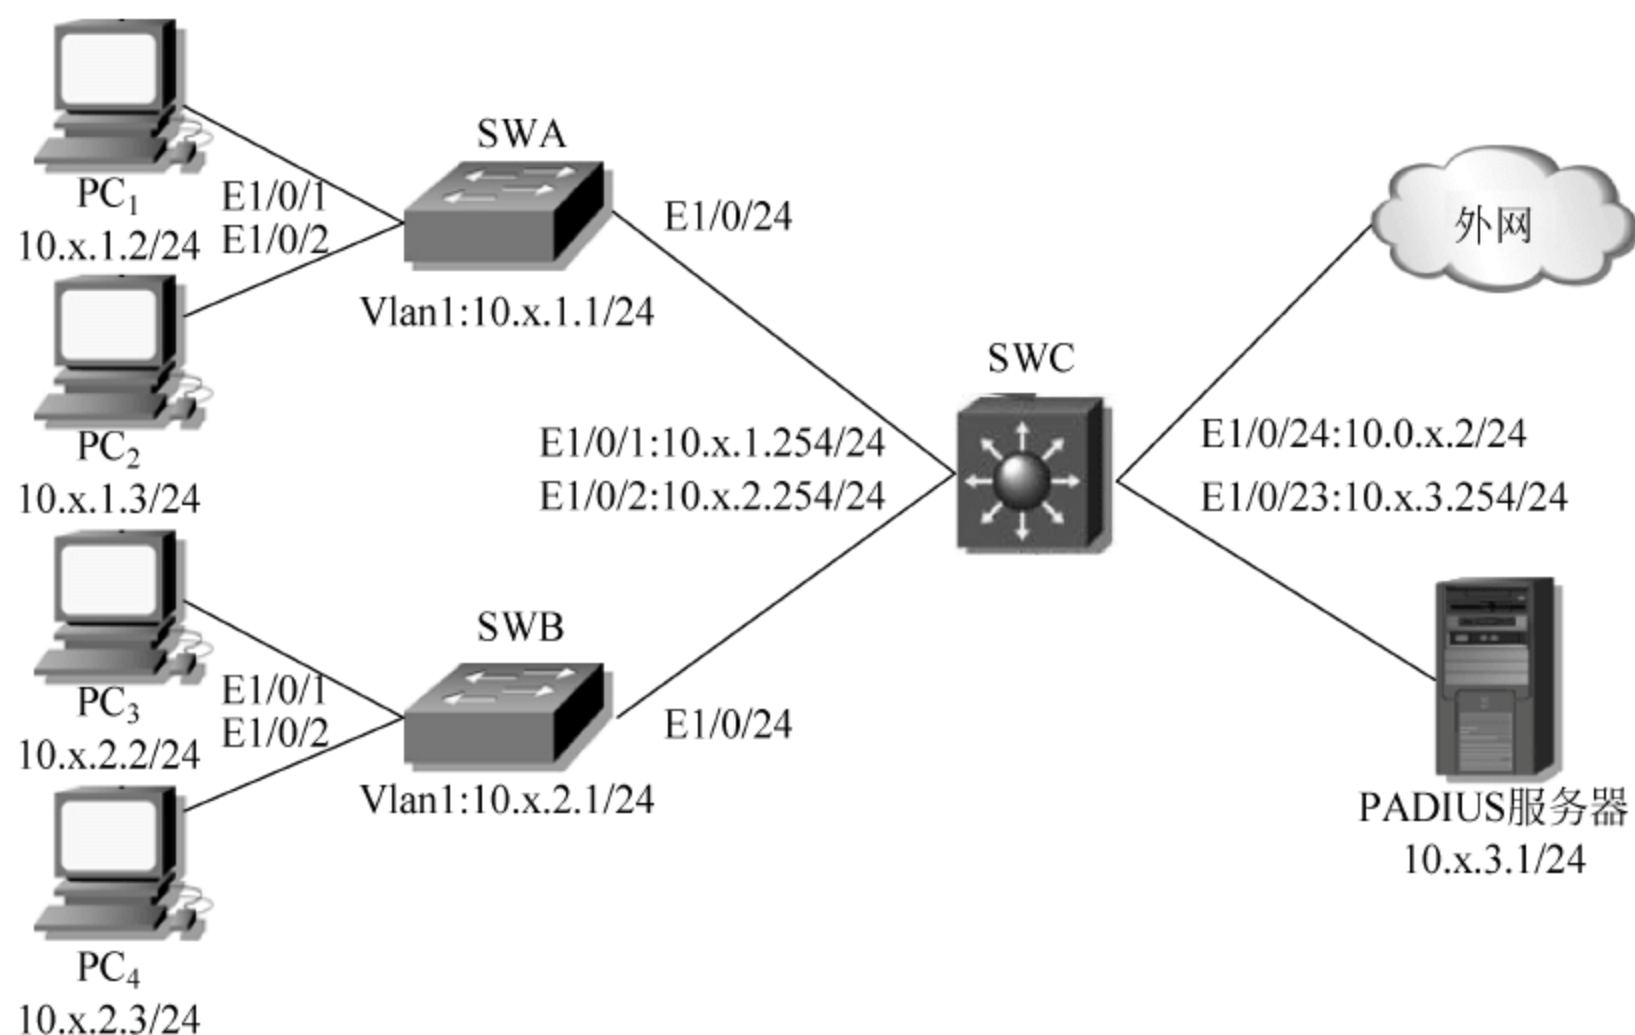 PC₁
10.x.1.2/24
E1/0/1
E1/0/2
PC₂
10.x.1.3/24
SWA
E1/0/24
Vlan1:10.x.1.1/24
PC₃
10.x.2.2/24
E1/0/1
E1/0/2
PC₄
10.x.2.3/24
SWB
E1/0/24
Vlan1:10.x.2.1/24
SWC
E1/0/1:10.x.1.254/24
E1/0/2:10.x.2.254/24
外网
E1/0/24:10.0.x.2/24
E1/0/23:10.x.3.254/24
PADIUS服务器
10.x.3.1/24